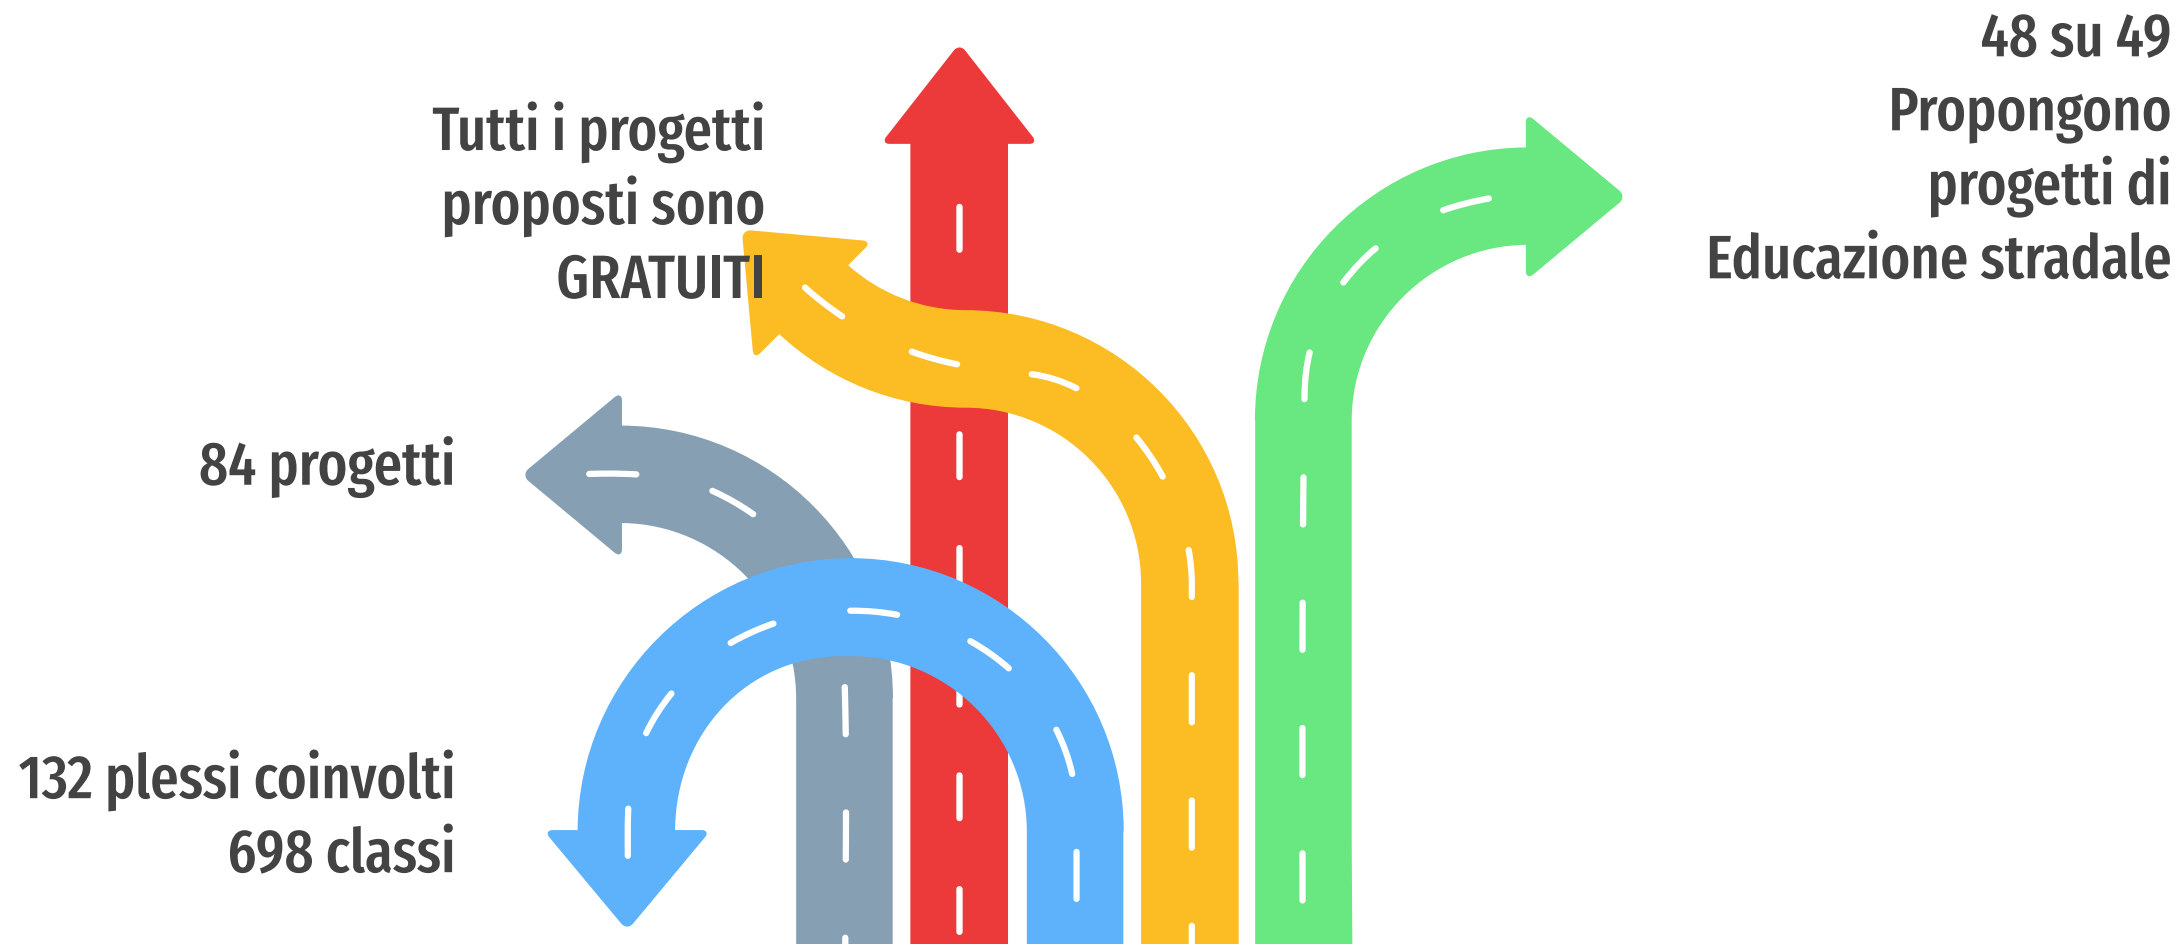 Tutti i progetti
proposti sono
GRATUITI
84 progetti
132 plessi coinvolti
698 classi
48 su 49
Propongono
progetti di
Educazione stradale